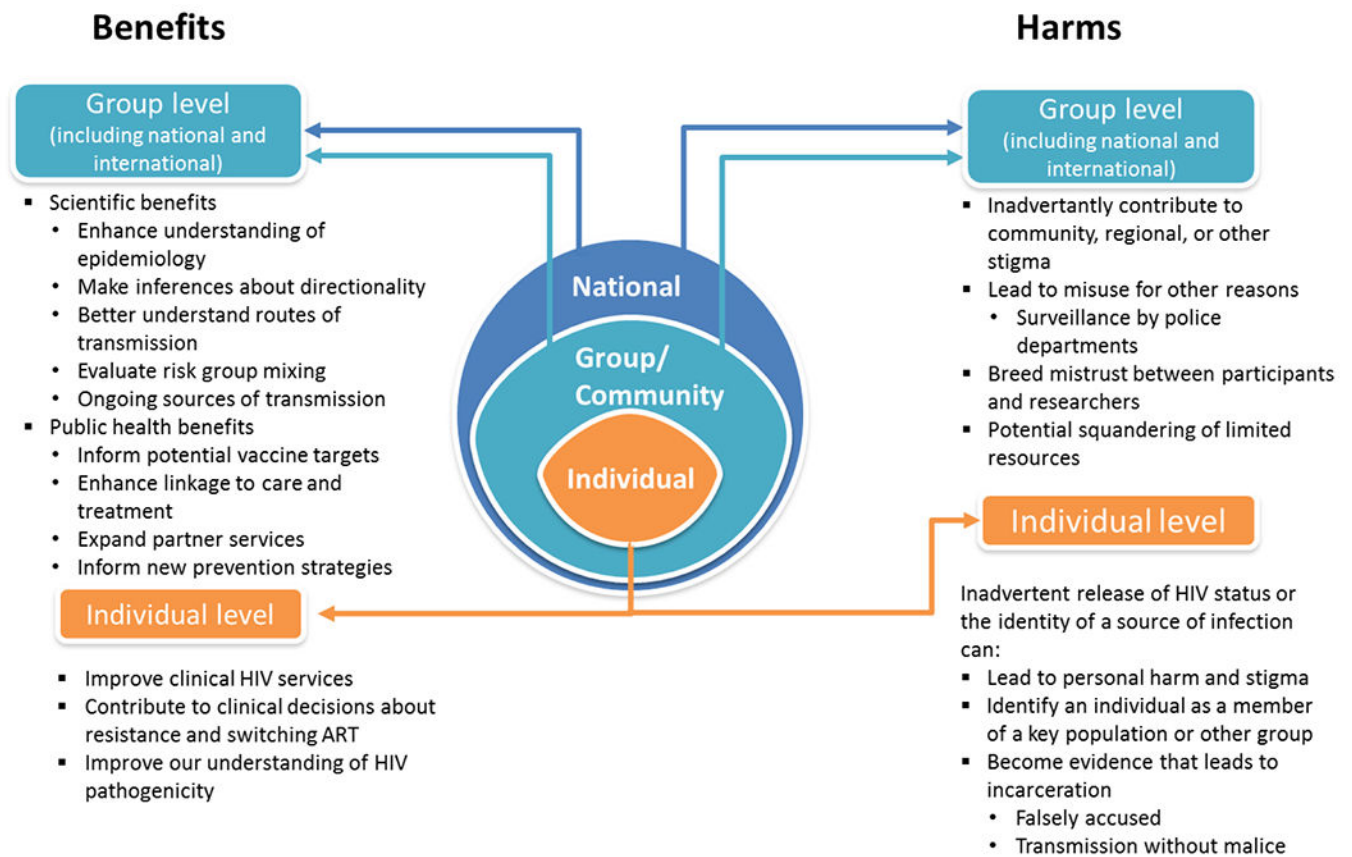 Benefits
Group level
(including national and
international)
▪ Scientific benefits
• Enhance understanding of
epidemiology
• Make inferences about directionality
• Better understand routes of
transmission
• Evaluate risk group mixing
• Ongoing sources of transmission
▪ Public health benefits
• Inform potential vaccine targets
• Enhance linkage to care and
treatment
• Expand partner services
• Inform new prevention strategies
Individual level
▪ Improve clinical HIV services
▪ Contribute to clinical decisions about
resistance and switching ART
▪ Improve our understanding of HIV
pathogenicity
National
Group/
Community
Individual
Harms
Group level
(including national and
international)
▪ Inadvertantly contribute to
community, regional, or other
stigma
▪ Lead to misuse for other reasons
• Surveillance by police
departments
▪ Breed mistrust between participants
and researchers
▪ Potential squandering of limited
resources
Individual level
Inadvertent release of HIV status or
the identity of a source of infection
can:
▪ Lead to personal harm and stigma
▪ Identify an individual as a member
of a key population or other group
▪ Become evidence that leads to
incarceration
• Falsely accused
• Transmission without malice